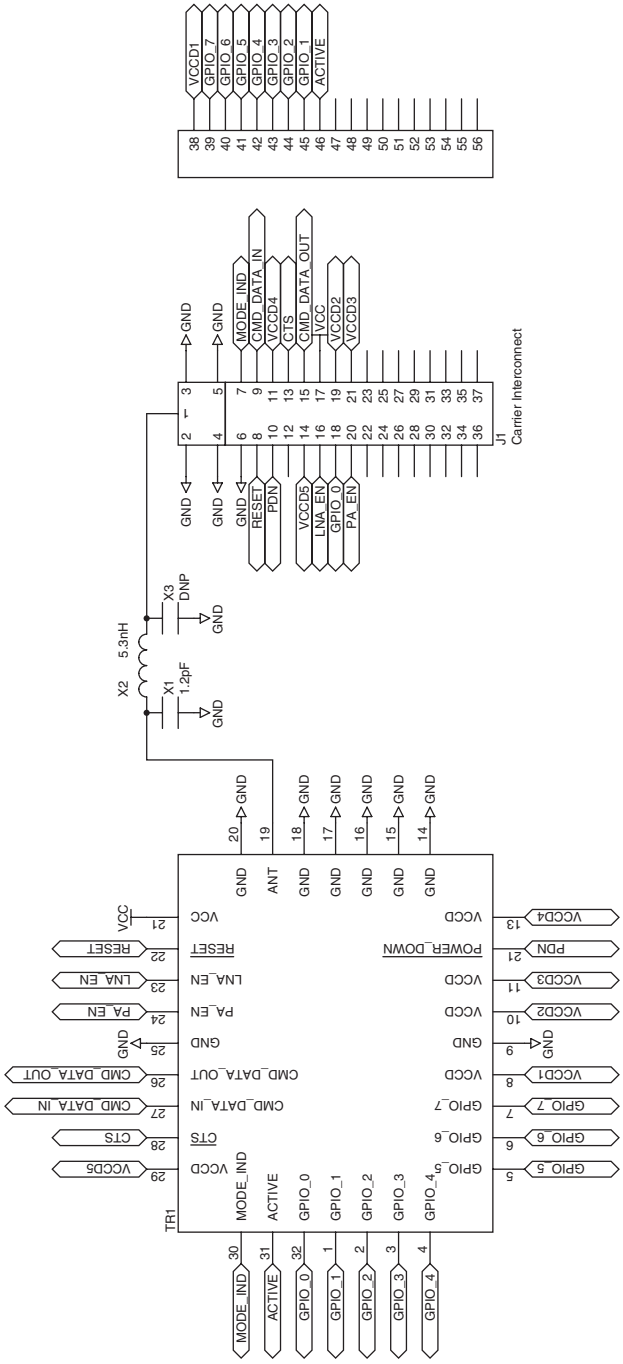 38 VCCD1
39 GPIO_7
40 GPIO_6
41 GPIO_5
42 GPIO_4
43 GPIO_3
44 GPIO_2
45 GPIO_1
46 ACTIVE
47
48
49
50
51
52
53
54
55
56
GND 2 1 3 GND
GND 4 5 GND
GND 6 7 MODE_IND
RESET 8 9 CMD_DATA_IN
PDN 10 11 VCCD4
12 13 CTS
VCCD5 14 15 CMD_DATA_OUT
LNA_EN 16 17 VCC
GPIO_0 18 19 VCCD2
PA_EN 20 21 VCCD3
22 23
24 25
26 27
28 29
30 31
32 33
34 35
36 37
J1
Carrier Interconnect
X2 5.3nH
X1
1.2pF
GND
X3
DNP
GND
TR1
GND 20 GND
ANT 19
GND 18 GND
GND 17 GND
GND 16 GND
GND 15 GND
GND 14 GND
VCC 21 VCC
RESET 22 RESET
LNA_EN 23 LNA_EN
PA_EN 24 PA_EN
GND 25 GND
CMD_DATA_OUT 26 CMD_DATA_OUT
CMD_DATA_IN 27 CMD_DATA_IN
CTS 28 CTS
VCCD5 29 VCCD
VCCD 13 VCCD4
POWER_DOWN 21 PDN
VCCD 11 VCCD3
VCCD 10 VCCD2
GND 9 GND
VCCD 8 VCCD1
GPIO_7 7 GPIO_7
GPIO_6 6 GPIO_6
GPIO_5 5 GPIO_5
MODE_IND 30 MODE_IND
ACTIVE 31 ACTIVE
GPIO_0 32 GPIO_0
GPIO_1 1 GPIO_1
GPIO_2 2 GPIO_2
GPIO_3 3 GPIO_3
GPIO_4 4 GPIO_4